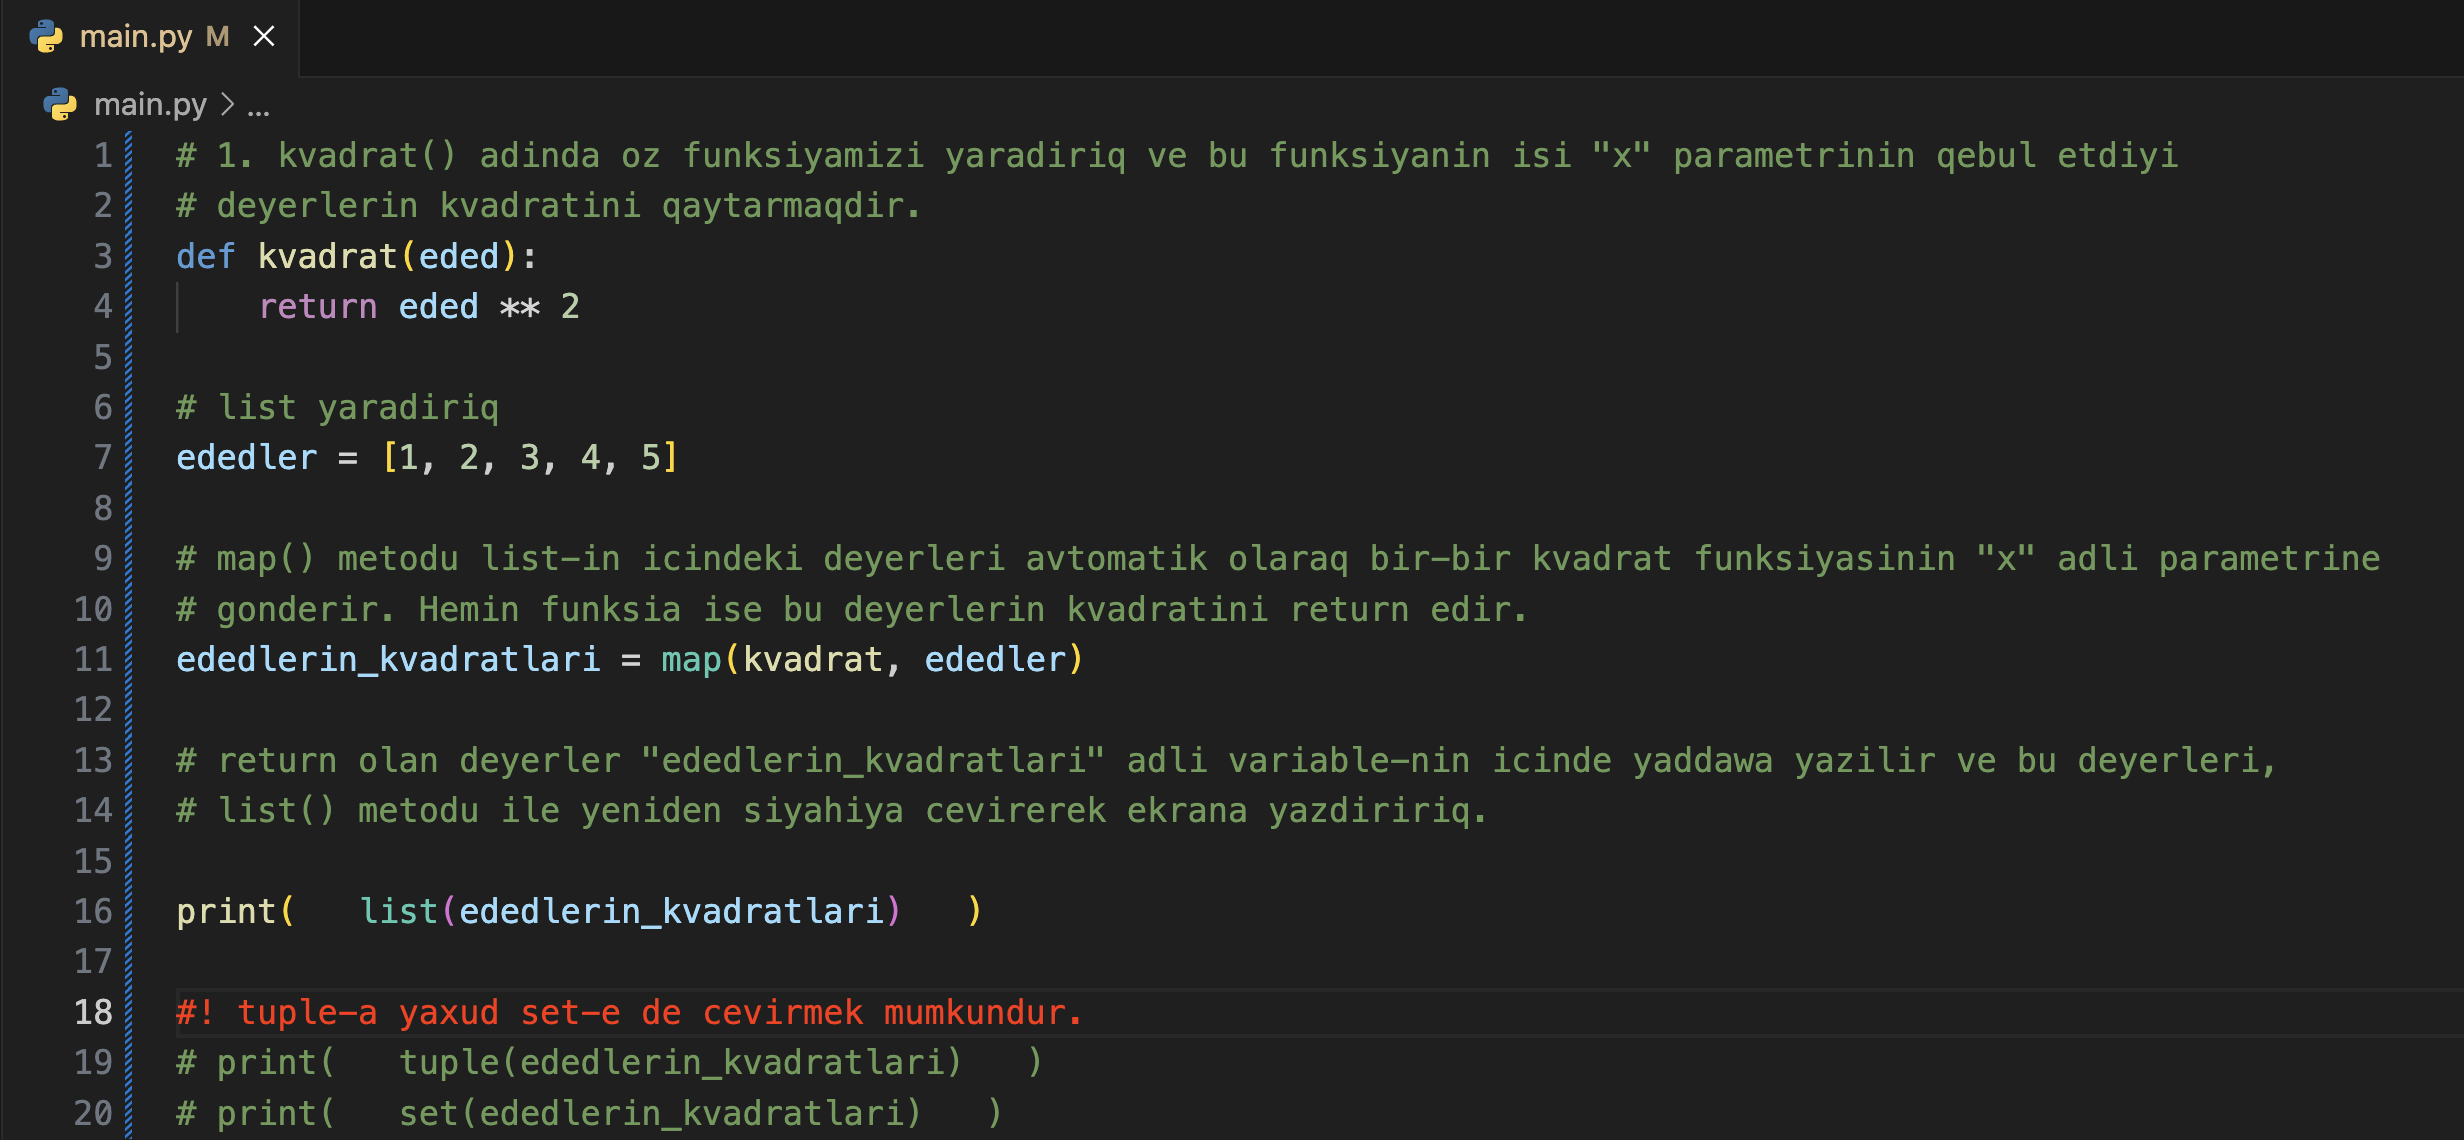 main.py M
main.py > ...
1 # 1. kvadrat() adinda oz funksiyamizi yaradiriq ve bu funksiyanin isi "x" parametrinin qebul etdiyi
2 # deyerlerin kvadratini qaytarmaqdir.
3 def kvadrat(eded):
4     return eded ** 2
5
6 # list yaradiriq
7 ededler = [1, 2, 3, 4, 5]
8
9 # map() metodu list-in icindeki deyerleri avtomatik olaraq bir-bir kvadrat funksiyasinin "x" adli parametrine
10 # gonderir. Hemin funksia ise bu deyerlerin kvadratini return edir.
11 ededlerin_kvadratlari = map(kvadrat, ededler)
12
13 # return olan deyerler "ededlerin_kvadratlari" adli variable-nin icinde yaddawa yazilir ve bu deyerleri,
14 # list() metodu ile yeniden siyahiya cevirerek ekrana yazdiririq.
15
16 print(   list(ededlerin_kvadratlari)   )
17
18 #! tuple-a yaxud set-e de cevirmek mumkundur.
19 # print(   tuple(ededlerin_kvadratlari)   )
20 # print(   set(ededlerin_kvadratlari)   )